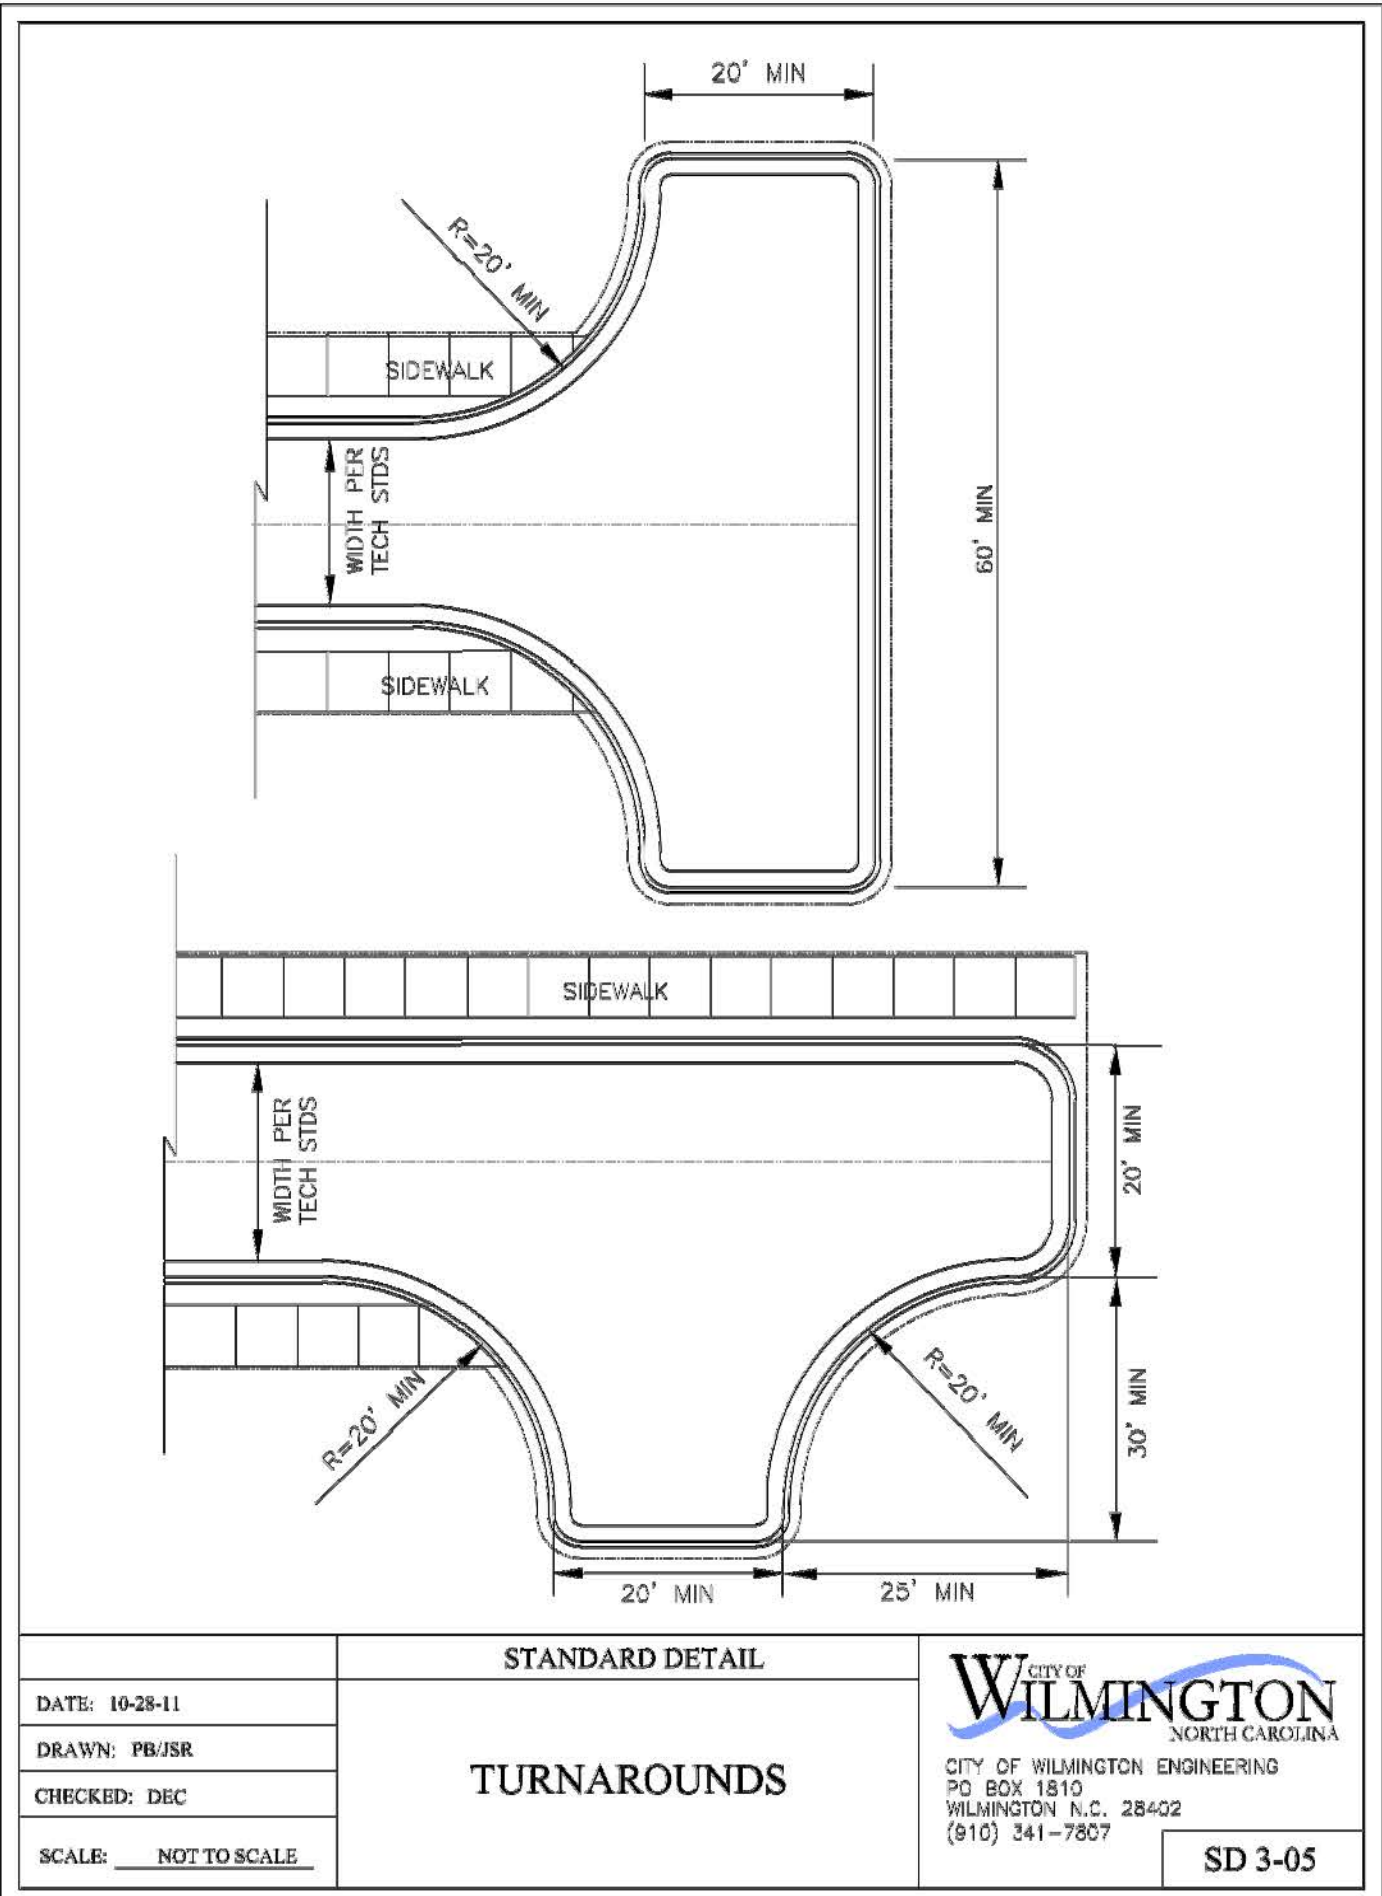 20' MIN
R=20' MIN
SIDEWALK
WIDTH PER
TECH STDS
60' MIN
SIDEWALK
SIDEWALK
WIDTH PER
TECH STDS
20' MIN
R=20' MIN
R=20' MIN
30' MIN
20' MIN
25' MIN
STANDARD DETAIL
DATE: 10-28-11
DRAWN: PB/JSR
CHECKED: DEC
SCALE: NOT TO SCALE
TURNAROUNDS
CITY OF
WILMINGTON
NORTH CAROLINA
CITY OF WILMINGTON ENGINEERING
PO BOX 1810
WILMINGTON N.C. 28402
(910) 341-7807
SD 3-05